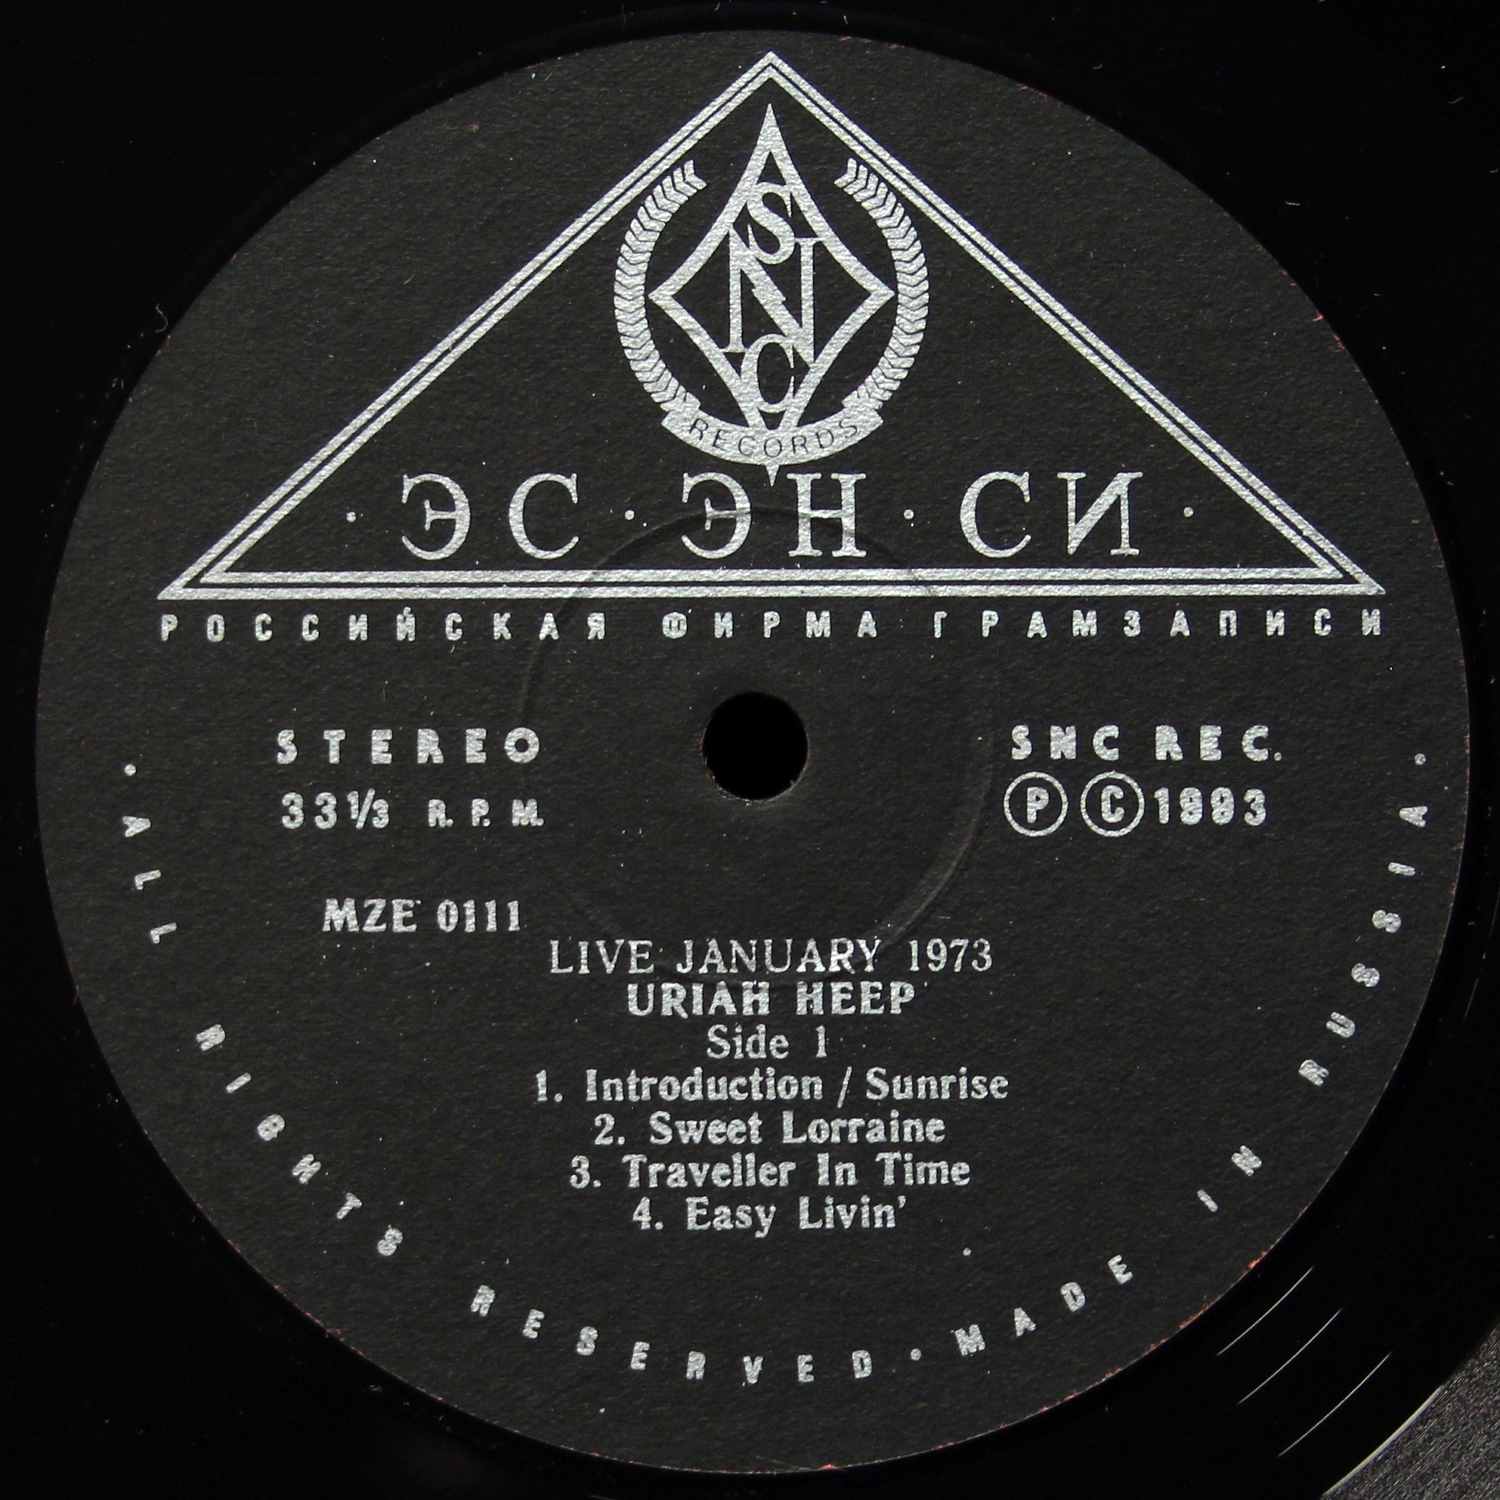 SNC
RECORDS
· ЭС · ЭН · СИ ·
РОССИЙСКАЯ ФИРМА ГРАМЗАПИСИ
STEREO
33⅓ R.P.M.
SNC REC.
Ⓟ Ⓒ 1993
MZE 0111
LIVE JANUARY 1973
URIAH HEEP
Side 1
1. Introduction / Sunrise
2. Sweet Lorraine
3. Traveller In Time
4. Easy Livin'
· ALL RIGHTS RESERVED · MADE IN RUSSIA ·